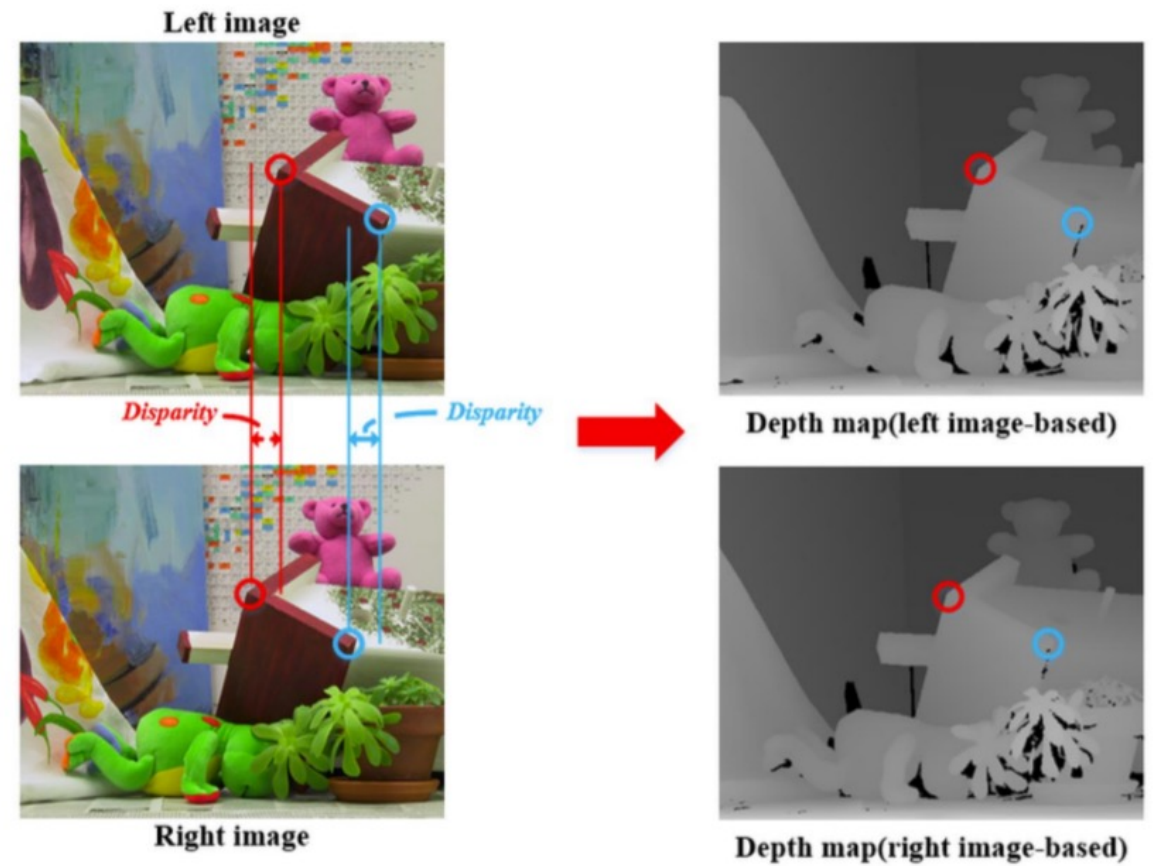 Left image
Disparity
Disparity
Depth map(left image-based)
Right image
Depth map(right image-based)